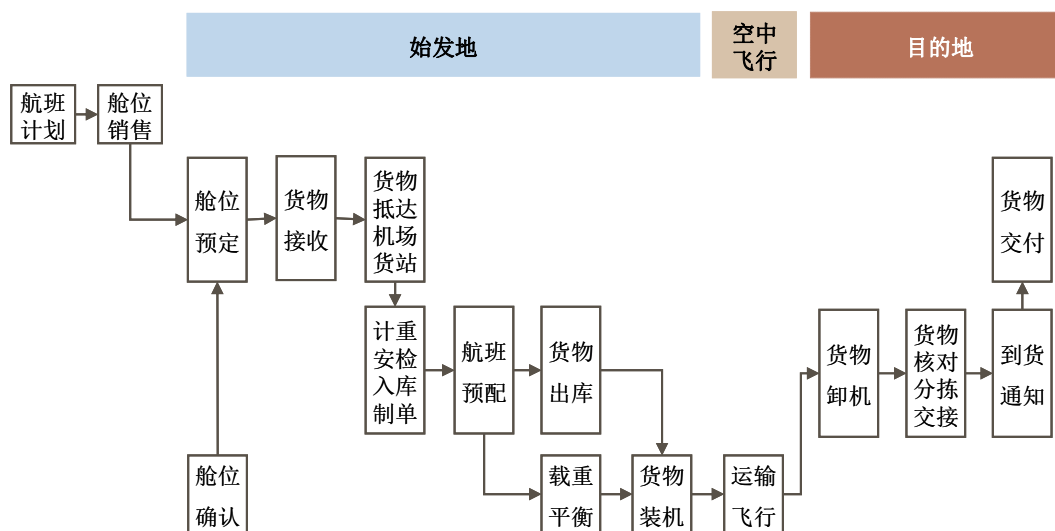 始发地
空中
飞行
目的地
航班
计划
舱位
销售
舱位
预定
货物
接收
货物
抵达
机场
货站
货物
交付
计重
安检
入库
制单
航班
预配
货物
出库
货物
卸机
货物
核对
分拣
交接
到货
通知
舱位
确认
载重
平衡
货物
装机
运输
飞行